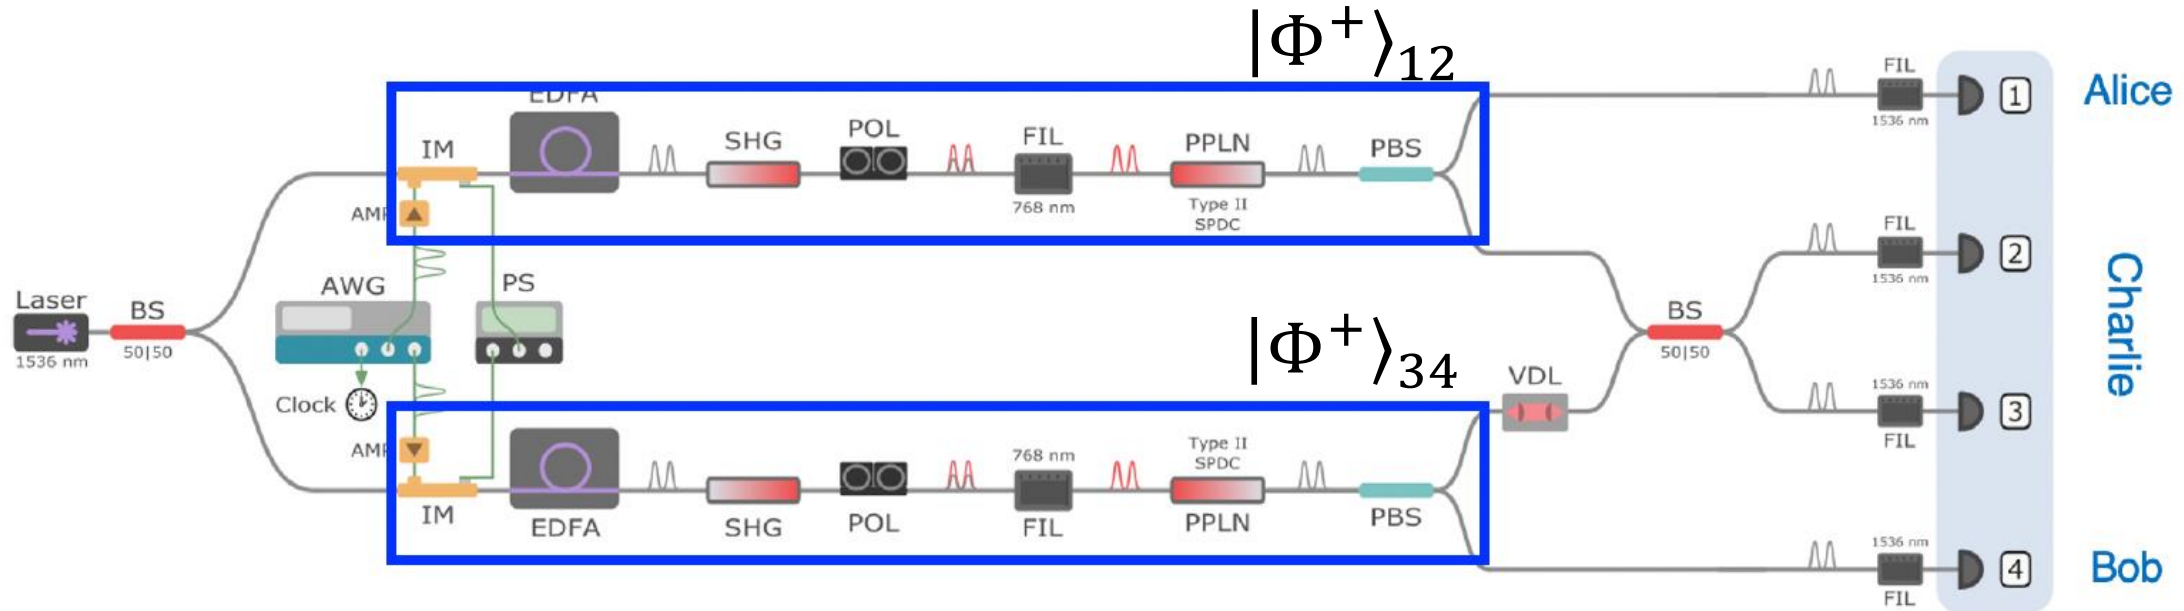 |Φ⁺⟩₁₂
EDFA
IM
SHG
POL
FIL
768 nm
PPLN
Type II
SPDC
PBS
FIL
1536 nm
1
Alice
AMP
AWG
PS
Laser
1536 nm
BS
50|50
Clock
FIL
1536 nm
2
Charlie
BS
50|50
|Φ⁺⟩₃₄
VDL
1536 nm
FIL
3
AMP
IM
EDFA
SHG
POL
768 nm
FIL
Type II
SPDC
PPLN
PBS
1536 nm
FIL
4
Bob